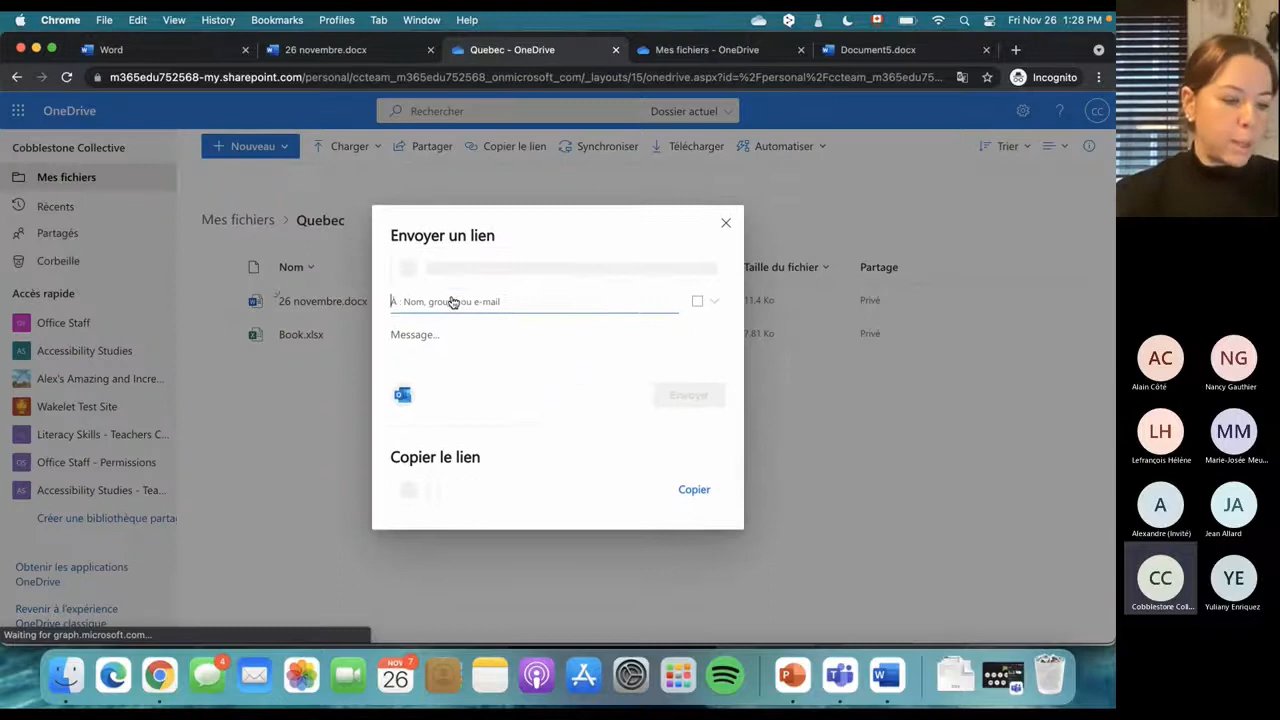 Chrome File Edit View History Bookmarks Profiles Tab Window Help Fri Nov 26 1:28 PM
Word 26 novembre.docx Quebec - OneDrive Mes fichiers - OneDrive Document5.docx
m365edu752568-my.sharepoint.com/personal/ccteam_m365edu752568_onmicrosoft_com/_layouts/15/onedrive.aspx?id=%2Fpersonal%2Fccteam_m365edu752568_onmicrosoft_com%2F... Incognito
OneDrive Rechercher Dossier actuel CC
Cobblestone Collective
Nouveau Charger Partager Copier le lien Synchroniser Télécharger Automatiser Trier
Mes fichiers
Récents
Partagés
Corbeille
Accès rapide
Office Staff
Accessibility Studies
Alex's Amazing and Incre...
Wakelet Test Site
Literacy Skills - Teachers C...
Office Staff - Permissions
Accessibility Studies - Tea...
Créer une bibliothèque parta
Obtenir les applications
OneDrive
Revenir à l'expérience
OneDrive classique
Waiting for graph.microsoft.com...
Mes fichiers > Quebec
Nom Taille du fichier Partage
26 novembre.docx 11.4 Ko Privé
Book.xlsx 7.81 Ko Privé
Envoyer un lien
À : Nom, groupe ou e-mail
Message...
Envoyer
Copier le lien
Copier
4
NOV 7
26
AC NG
Alain Côté Nancy Gauthier
LH MM
Lefrançois Hélène Marie-Josée Meu...
A JA
Alexandre (Invité) Jean Allard
CC YE
Cobblestone Coll... Yuliany Enriquez